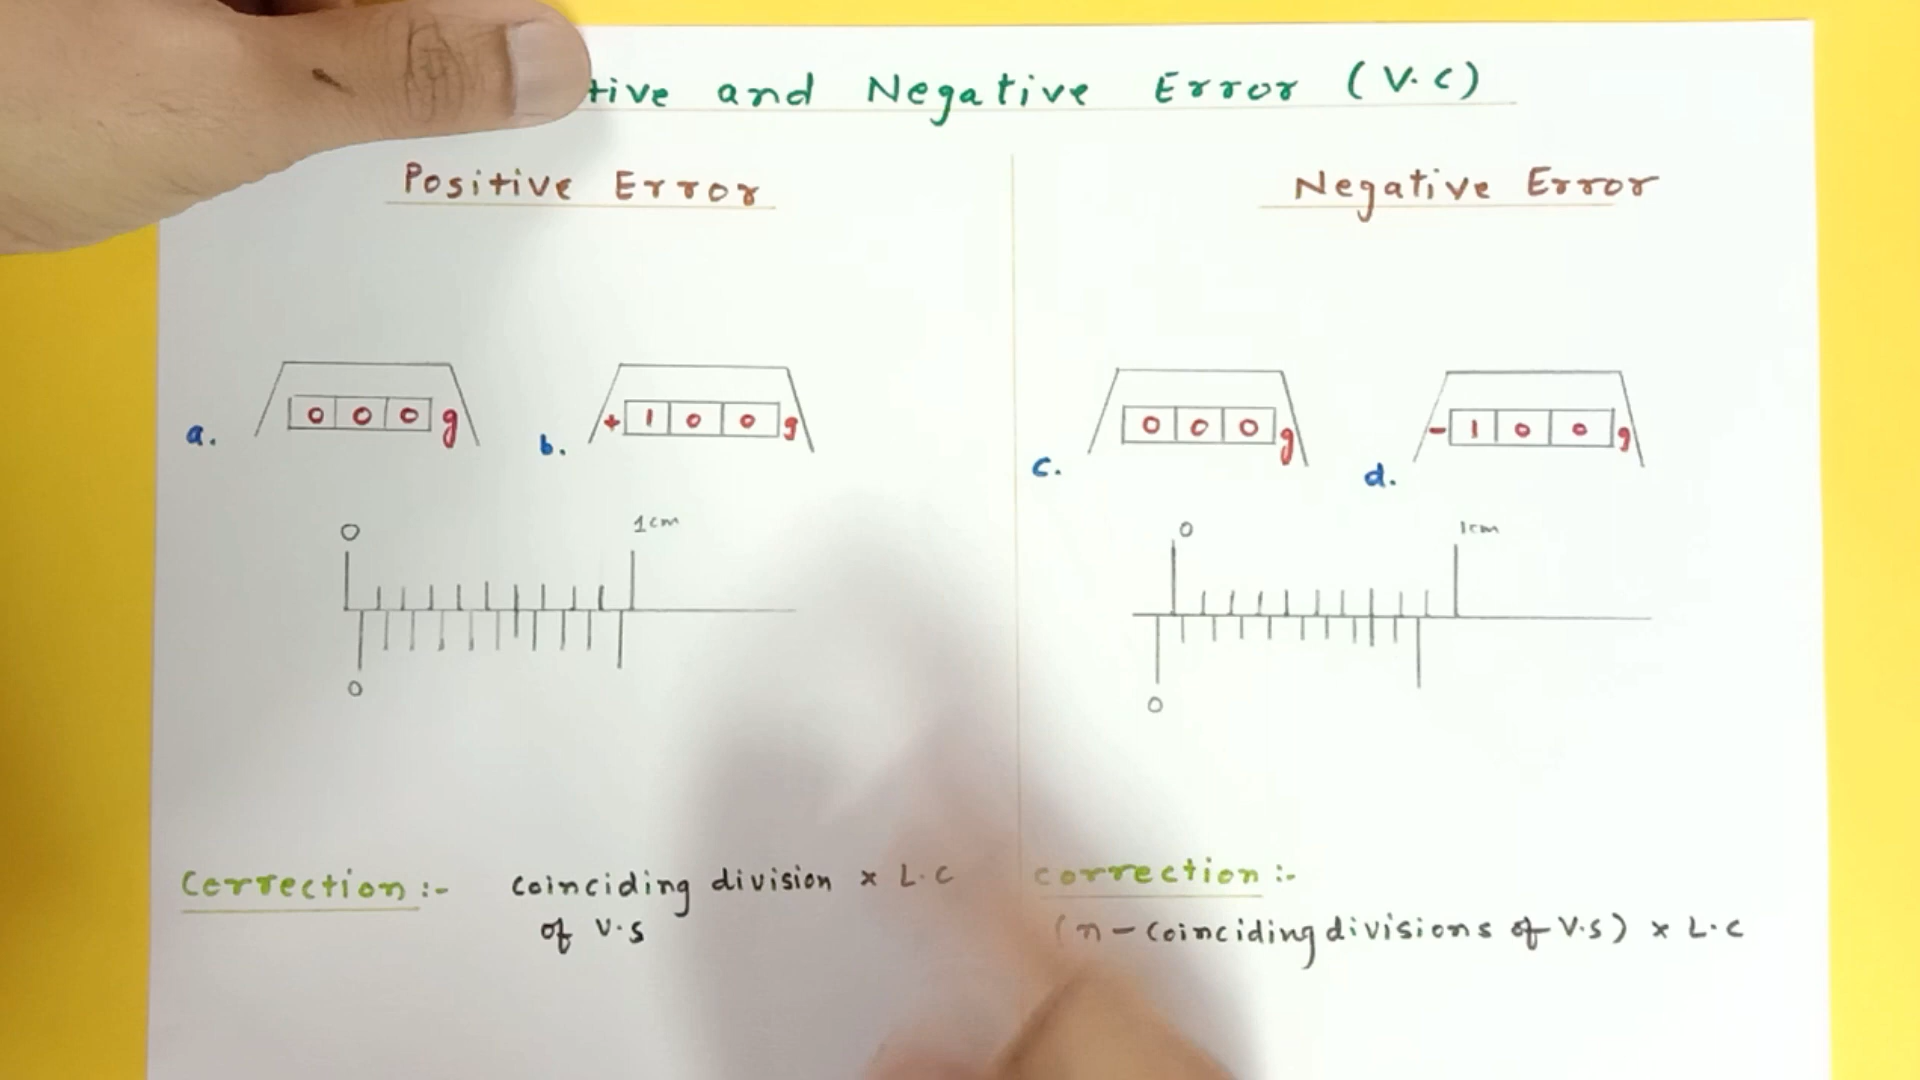 tive and Negative Error (V.C)
Positive Error
Negative Error
a.
0 0 0 g
b.
+ 1 0 0 g
c.
0 0 0 g
d.
- 1 0 0 g
0
1cm
0
0
1cm
0
Correction :- coinciding division x L.C
of V.S
correction :-
(n - coinciding divisions of V.S) x L.C